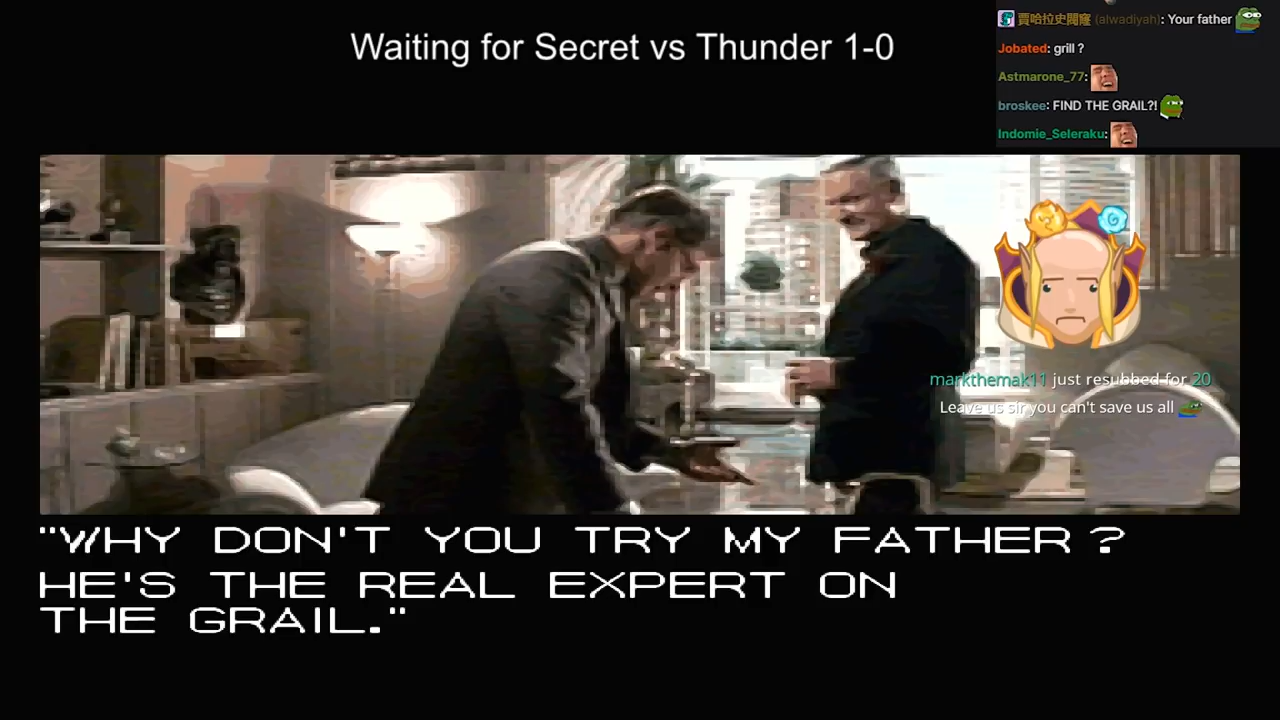 Waiting for Secret vs Thunder 1-0
賈哈拉史閥窿 (alwadiyah): Your father
Jobated: grill ?
Astmarone_77:
broskee: FIND THE GRAIL?!
Indomie_Seleraku:
markthemak11 just resubbed for 20
Leave us sir you can't save us all
"WHY DON'T YOU TRY MY FATHER ?
HE'S THE REAL EXPERT ON
THE GRAIL."